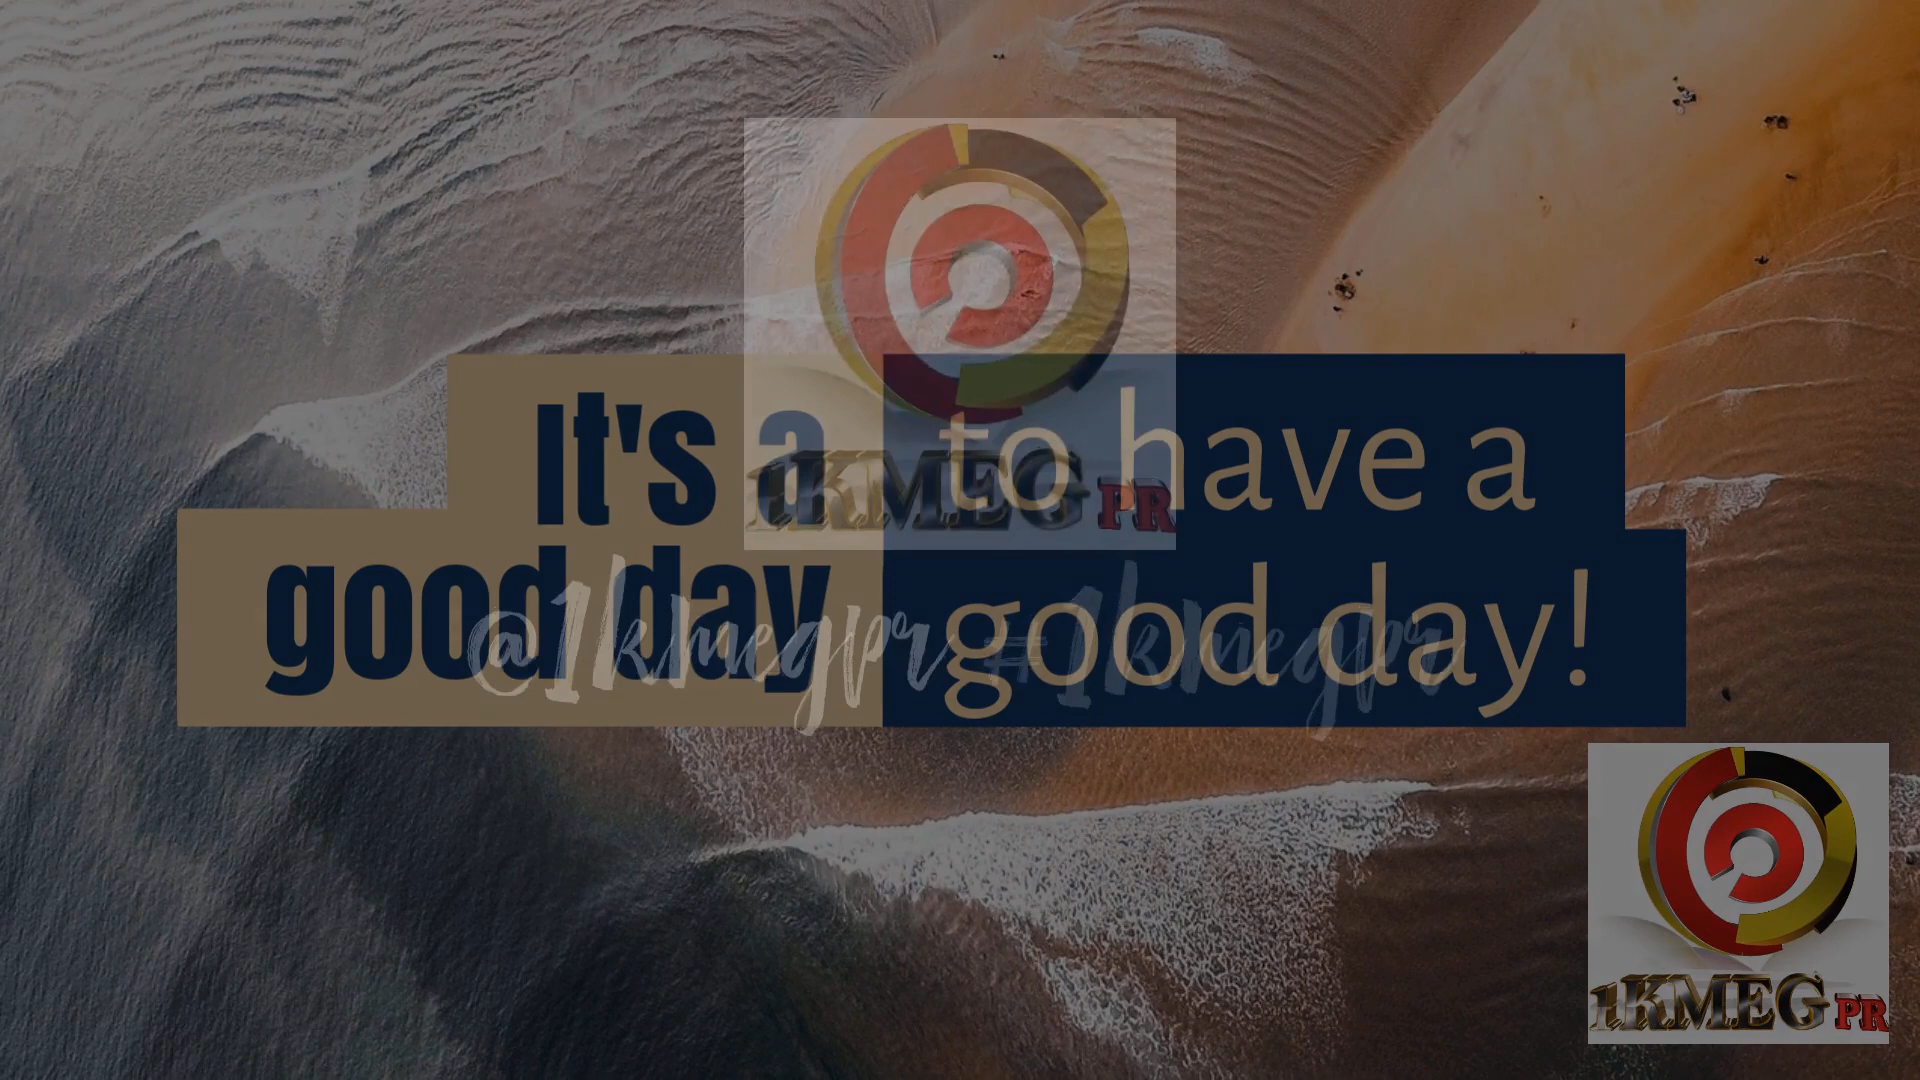 It's a
good day
to have a
good day!
1KMEG PR
@1kmegpr #1kmegpr
1KMEG PR